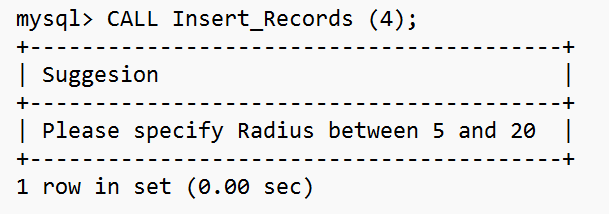 mysql> CALL Insert_Records (4);
+------------------------------------------+
| Suggesion                                |
+------------------------------------------+
| Please specify Radius between 5 and 20  |
+------------------------------------------+
1 row in set (0.00 sec)